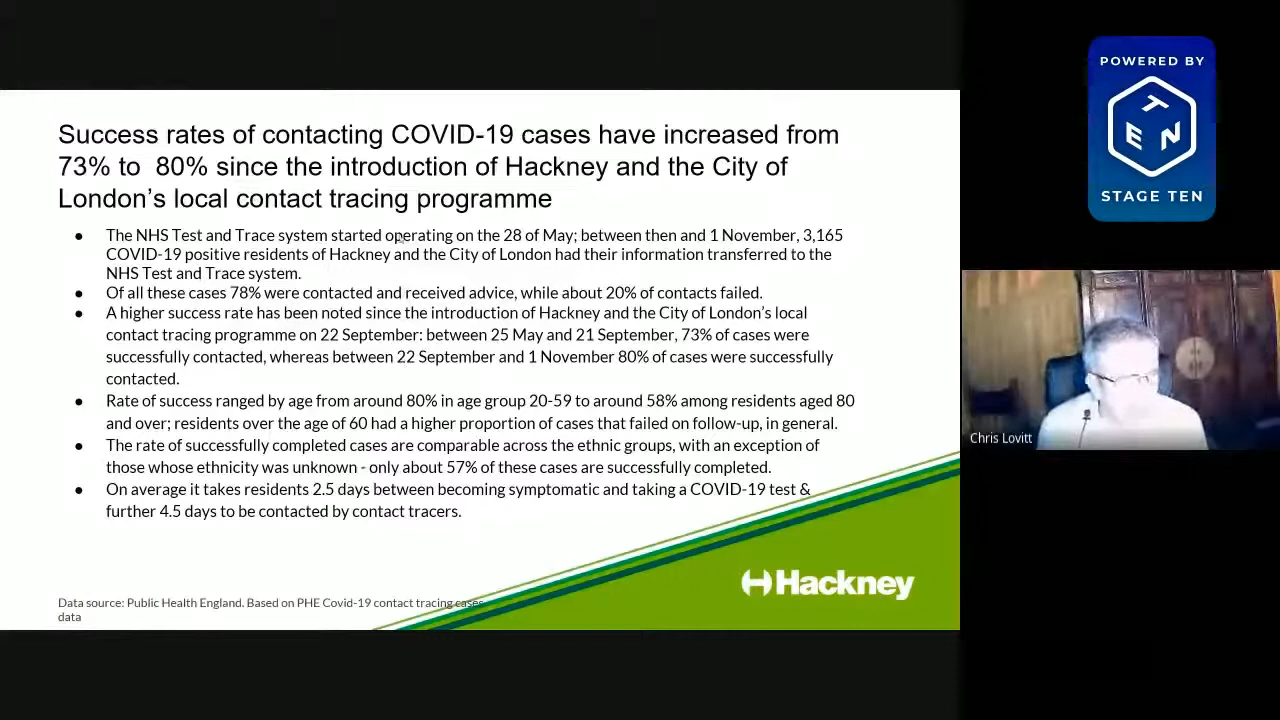 Success rates of contacting COVID-19 cases have increased from
73% to 80% since the introduction of Hackney and the City of
London’s local contact tracing programme
● The NHS Test and Trace system started operating on the 28 of May; between then and 1 November, 3,165
COVID-19 positive residents of Hackney and the City of London had their information transferred to the
NHS Test and Trace system.
● Of all these cases 78% were contacted and received advice, while about 20% of contacts failed.
● A higher success rate has been noted since the introduction of Hackney and the City of London’s local
contact tracing programme on 22 September: between 25 May and 21 September, 73% of cases were
successfully contacted, whereas between 22 September and 1 November 80% of cases were successfully
contacted.
● Rate of success ranged by age from around 80% in age group 20-59 to around 58% among residents aged 80
and over; residents over the age of 60 had a higher proportion of cases that failed on follow-up, in general.
● The rate of successfully completed cases are comparable across the ethnic groups, with an exception of
those whose ethnicity was unknown - only about 57% of these cases are successfully completed.
● On average it takes residents 2.5 days between becoming symptomatic and taking a COVID-19 test &
further 4.5 days to be contacted by contact tracers.
Data source: Public Health England. Based on PHE Covid-19 contact tracing cases
data
Hackney
POWERED BY
TEN
STAGE TEN
Chris Lovitt